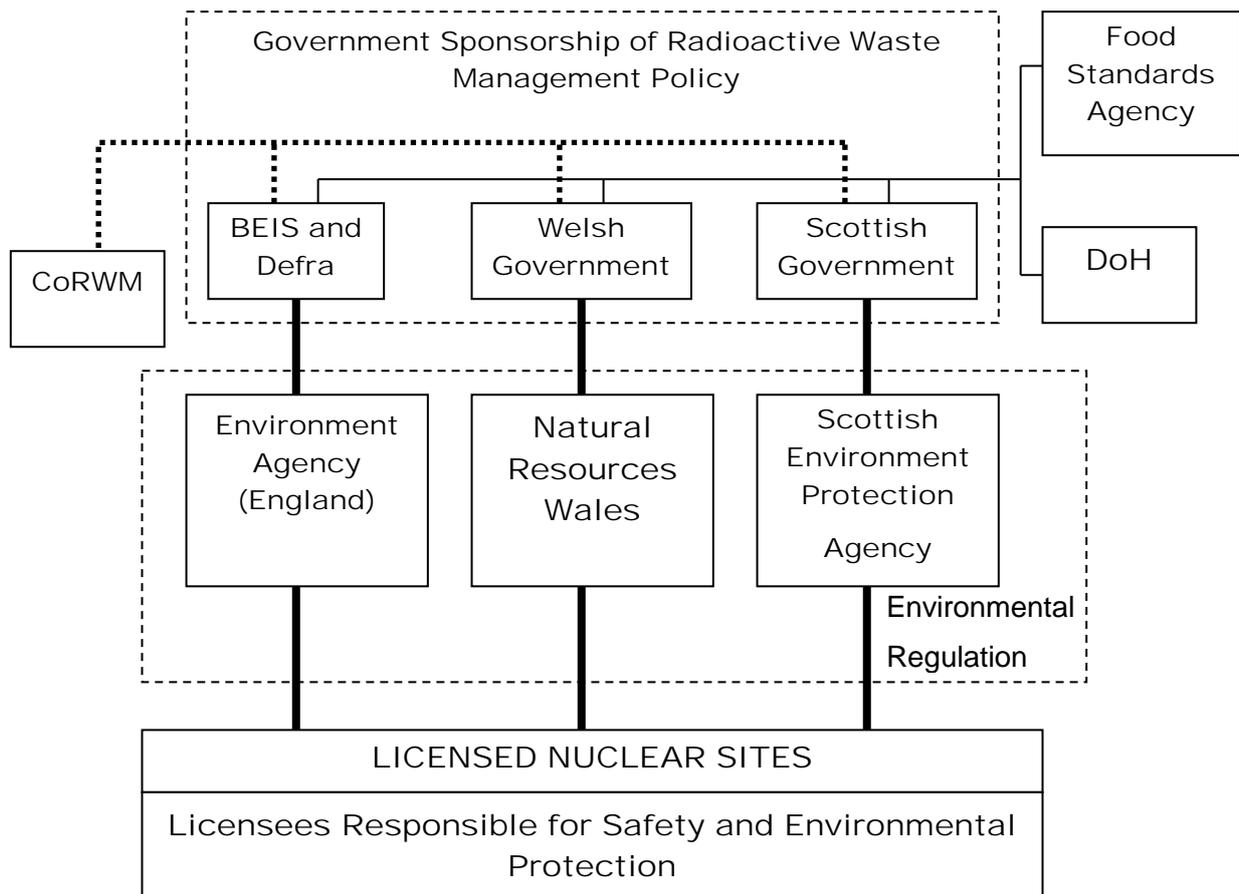 Government Sponsorship of Radioactive Waste
Management Policy
Food
Standards
Agency
CoRWM
BEIS and
Defra
Welsh
Government
Scottish
Government
DoH
Environment
Agency
(England)
Natural
Resources
Wales
Scottish
Environment
Protection
Agency
Environmental
Regulation
LICENSED NUCLEAR SITES
Licensees Responsible for Safety and Environmental
Protection